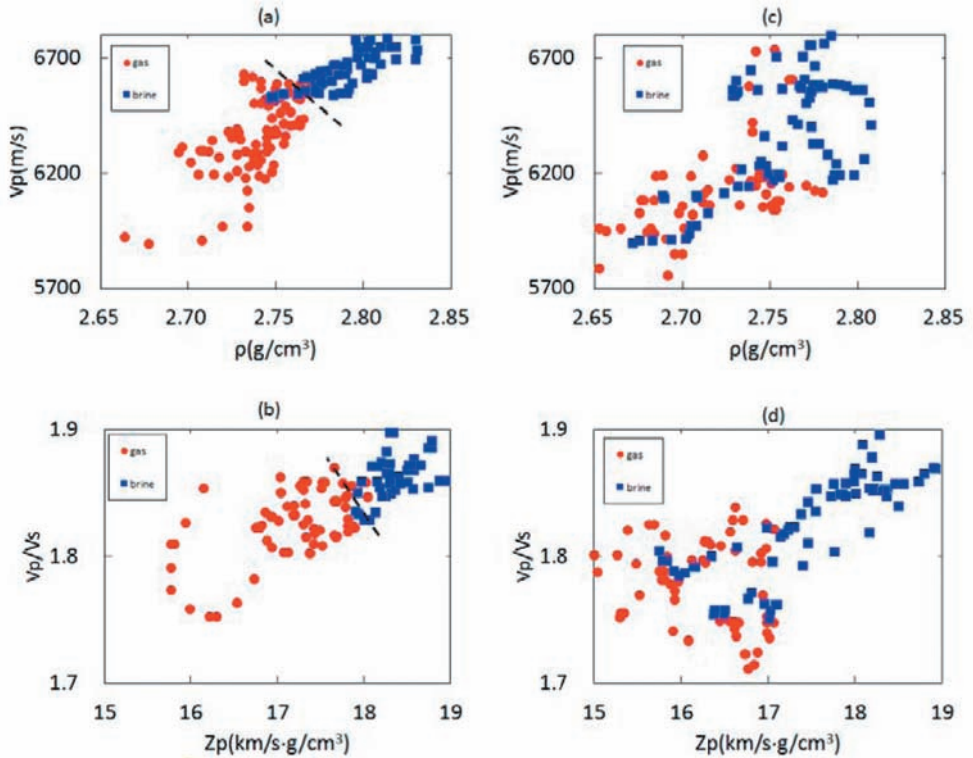 (a)
6700
6200
5700
Vp(m/s)
gas
brine
2.65
2.70
2.75
2.80
2.85
ρ(g/cm³)
(c)
6700
6200
5700
Vp(m/s)
gas
brine
2.65
2.70
2.75
2.80
2.85
ρ(g/cm³)
(b)
1.9
1.8
1.7
Vp/Vs
gas
brine
15
16
17
18
19
Zp(km/s·g/cm³)
(d)
1.9
1.8
1.7
Vp/Vs
gas
brine
15
16
17
18
19
Zp(km/s·g/cm³)